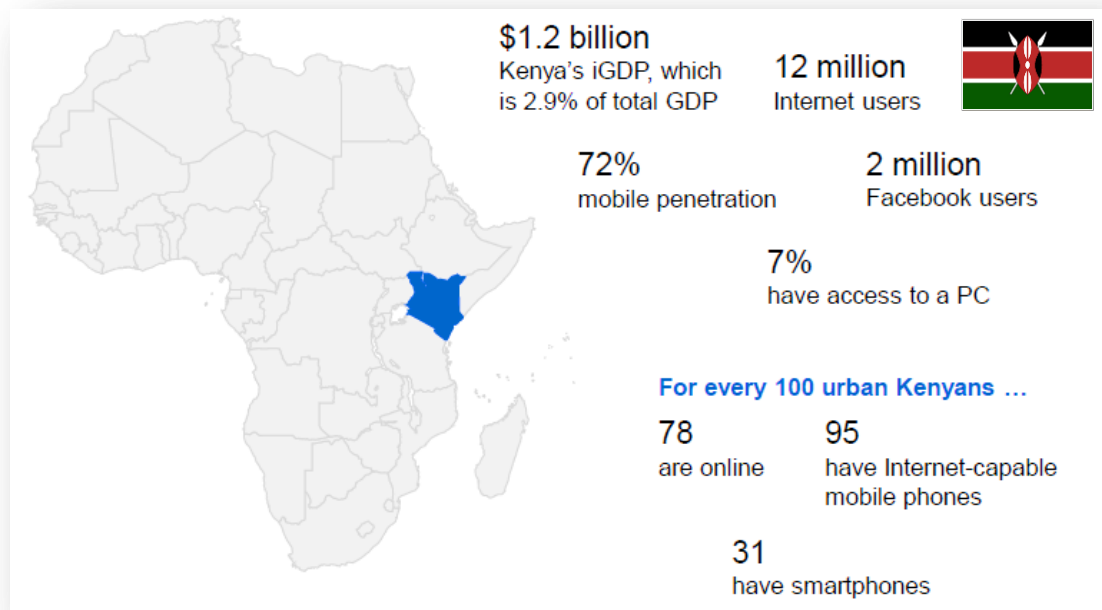 $1.2 billion
Kenya’s iGDP, which
is 2.9% of total GDP
12 million
Internet users
72%
mobile penetration
2 million
Facebook users
7%
have access to a PC
For every 100 urban Kenyans …
78
are online
95
have Internet-capable
mobile phones
31
have smartphones